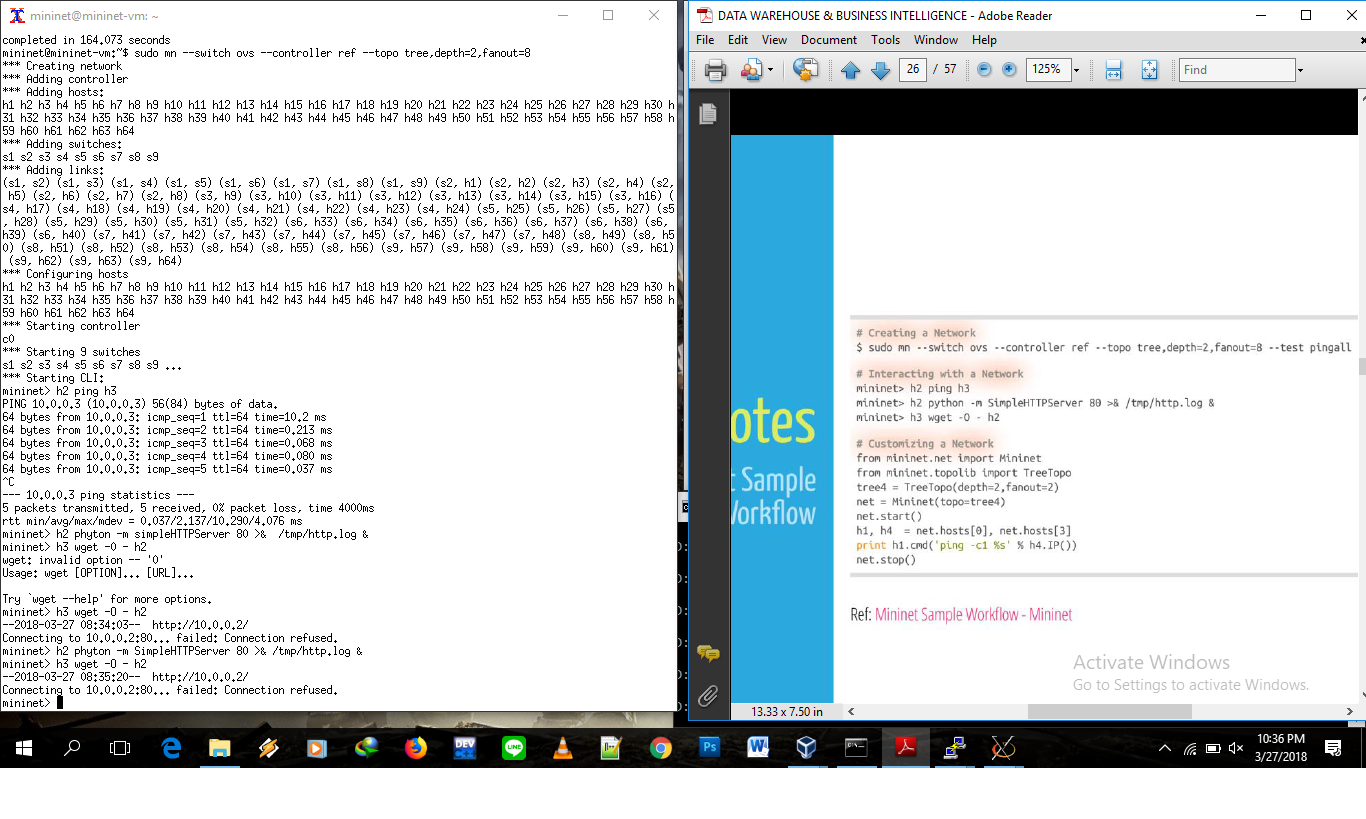 mininet@mininet-vm: ~
completed in 164.073 seconds
mininet@mininet-vm:~$ sudo mn --switch ovs --controller ref --topo tree,depth=2,fanout=8
*** Creating network
*** Adding controller
*** Adding hosts:
h1 h2 h3 h4 h5 h6 h7 h8 h9 h10 h11 h12 h13 h14 h15 h16 h17 h18 h19 h20 h21 h22 h23 h24 h25 h26 h27 h28 h29 h30 h
31 h32 h33 h34 h35 h36 h37 h38 h39 h40 h41 h42 h43 h44 h45 h46 h47 h48 h49 h50 h51 h52 h53 h54 h55 h56 h57 h58 h
59 h60 h61 h62 h63 h64
*** Adding switches:
s1 s2 s3 s4 s5 s6 s7 s8 s9
*** Adding links:
(s1, s2) (s1, s3) (s1, s4) (s1, s5) (s1, s6) (s1, s7) (s1, s8) (s1, s9) (s2, h1) (s2, h2) (s2, h3) (s2, h4) (s2,
 h5) (s2, h6) (s2, h7) (s2, h8) (s3, h9) (s3, h10) (s3, h11) (s3, h12) (s3, h13) (s3, h14) (s3, h15) (s3, h16) (
s4, h17) (s4, h18) (s4, h19) (s4, h20) (s4, h21) (s4, h22) (s4, h23) (s4, h24) (s5, h25) (s5, h26) (s5, h27) (s5
, h28) (s5, h29) (s5, h30) (s5, h31) (s5, h32) (s6, h33) (s6, h34) (s6, h35) (s6, h36) (s6, h37) (s6, h38) (s6,
h39) (s6, h40) (s7, h41) (s7, h42) (s7, h43) (s7, h44) (s7, h45) (s7, h46) (s7, h47) (s7, h48) (s8, h49) (s8, h5
0) (s8, h51) (s8, h52) (s8, h53) (s8, h54) (s8, h55) (s8, h56) (s9, h57) (s9, h58) (s9, h59) (s9, h60) (s9, h61)
 (s9, h62) (s9, h63) (s9, h64)
*** Configuring hosts
h1 h2 h3 h4 h5 h6 h7 h8 h9 h10 h11 h12 h13 h14 h15 h16 h17 h18 h19 h20 h21 h22 h23 h24 h25 h26 h27 h28 h29 h30 h
31 h32 h33 h34 h35 h36 h37 h38 h39 h40 h41 h42 h43 h44 h45 h46 h47 h48 h49 h50 h51 h52 h53 h54 h55 h56 h57 h58 h
59 h60 h61 h62 h63 h64
*** Starting controller
c0
*** Starting 9 switches
s1 s2 s3 s4 s5 s6 s7 s8 s9 ...
*** Starting CLI:
mininet> h2 ping h3
PING 10.0.0.3 (10.0.0.3) 56(84) bytes of data.
64 bytes from 10.0.0.3: icmp_seq=1 ttl=64 time=10.2 ms
64 bytes from 10.0.0.3: icmp_seq=2 ttl=64 time=0.213 ms
64 bytes from 10.0.0.3: icmp_seq=3 ttl=64 time=0.068 ms
64 bytes from 10.0.0.3: icmp_seq=4 ttl=64 time=0.080 ms
64 bytes from 10.0.0.3: icmp_seq=5 ttl=64 time=0.037 ms
^C
--- 10.0.0.3 ping statistics ---
5 packets transmitted, 5 received, 0% packet loss, time 4000ms
rtt min/avg/max/mdev = 0.037/2.137/10.290/4.076 ms
mininet> h2 phyton -m simpleHTTPServer 80 >&  /tmp/http.log &
mininet> h3 wget -0 - h2
wget: invalid option -- '0'
Usage: wget [OPTION]... [URL]...
Try `wget --help' for more options.
mininet> h3 wget -O - h2
--2018-03-27 08:34:03--  http://10.0.0.2/
Connecting to 10.0.0.2:80... failed: Connection refused.
mininet> h2 phyton -m SimpleHTTPServer 80 >& /tmp/http.log &
mininet> h3 wget -O - h2
--2018-03-27 08:35:20--  http://10.0.0.2/
Connecting to 10.0.0.2:80... failed: Connection refused.
mininet>
DATA WAREHOUSE & BUSINESS INTELLIGENCE - Adobe Reader
File Edit View Document Tools Window Help
26 / 57 125% Find
# Creating a Network
$ sudo mn --switch ovs --controller ref --topo tree,depth=2,fanout=8 --test pingall
# Interacting with a Network
mininet> h2 ping h3
mininet> h2 python -m SimpleHTTPServer 80 >& /tmp/http.log &
mininet> h3 wget -O - h2
# Customizing a Network
from mininet.net import Mininet
from mininet.topolib import TreeTopo
tree4 = TreeTopo(depth=2,fanout=2)
net = Mininet(topo=tree4)
net.start()
h1, h4  = net.hosts[0], net.hosts[3]
print h1.cmd('ping -c1 %s' % h4.IP())
net.stop()
otes
t Sample
Workflow
Ref: Mininet Sample Workflow - Mininet
Activate Windows
Go to Settings to activate Windows.
13.33 x 7.50 in
DEV
LINE
Ps
10:36 PM
3/27/2018